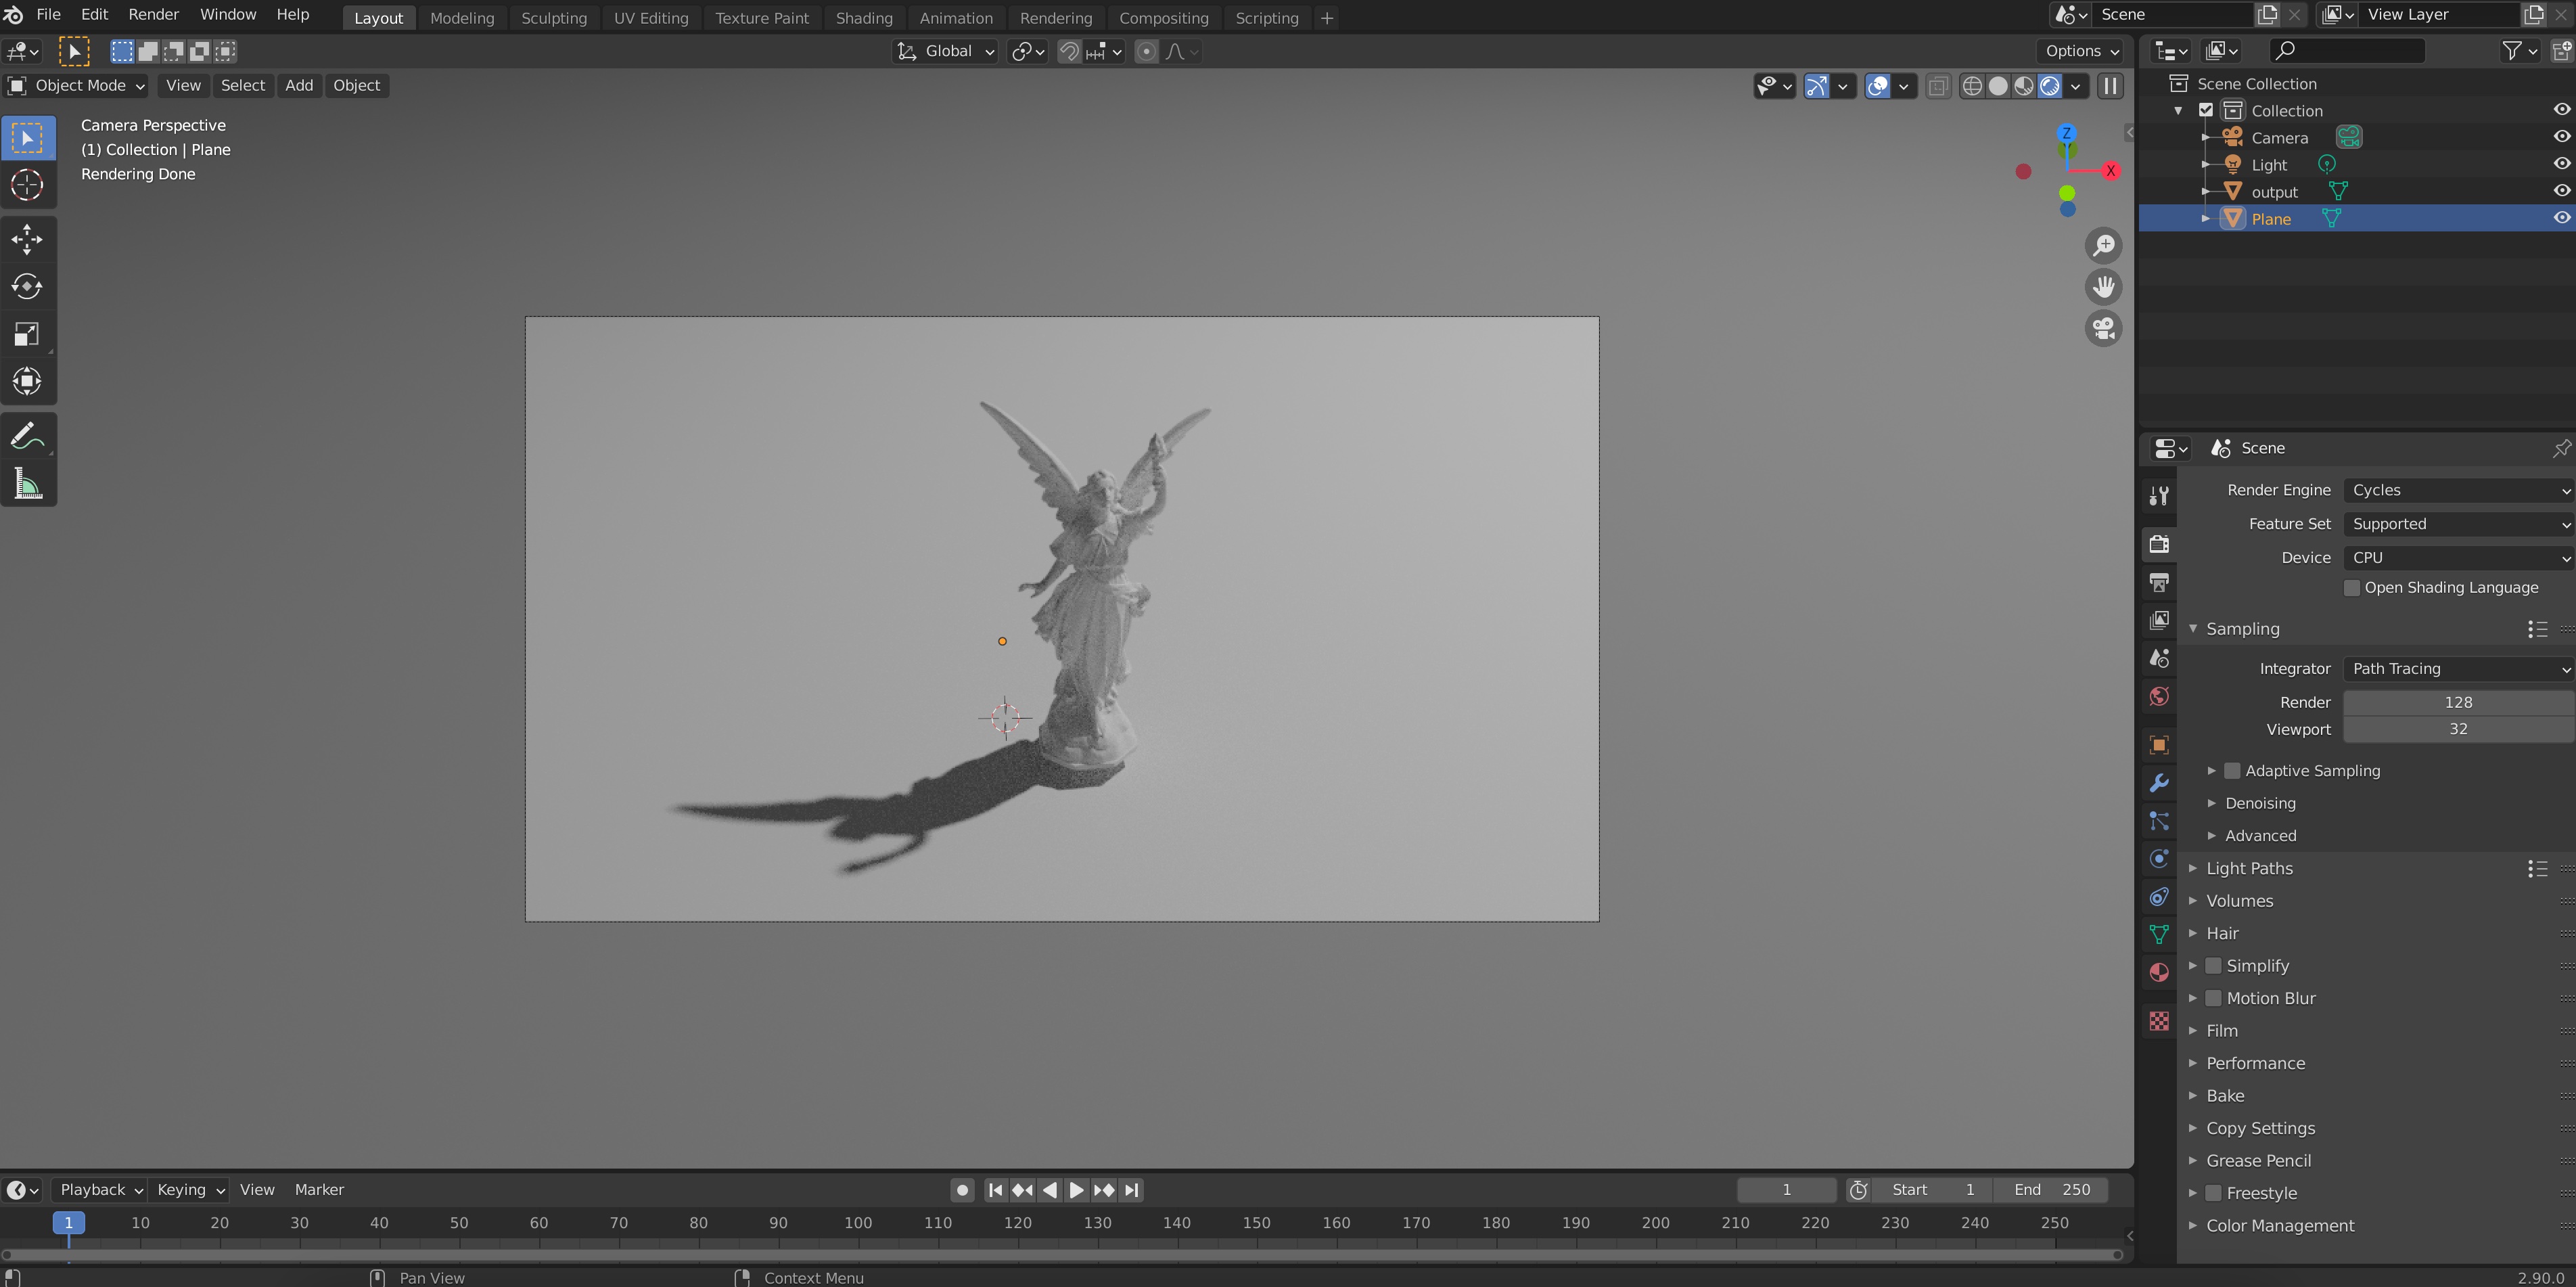 File Edit Render Window Help Layout Modeling Sculpting UV Editing Texture Paint Shading Animation Rendering Compositing Scripting + Scene View Layer
Global Options
Object Mode View Select Add Object
Camera Perspective
(1) Collection | Plane
Rendering Done
Z
X
Scene Collection
Collection
Camera
Light
output
Plane
Scene
Render Engine Cycles
Feature Set Supported
Device CPU
Open Shading Language
Sampling
Integrator Path Tracing
Render 128
Viewport 32
Adaptive Sampling
Denoising
Advanced
Light Paths
Volumes
Hair
Simplify
Motion Blur
Film
Performance
Bake
Copy Settings
Grease Pencil
Freestyle
Color Management
Playback Keying View Marker 1 Start 1 End 250
1 10 20 30 40 50 60 70 80 90 100 110 120 130 140 150 160 170 180 190 200 210 220 230 240 250
Pan View Context Menu 2.90.0